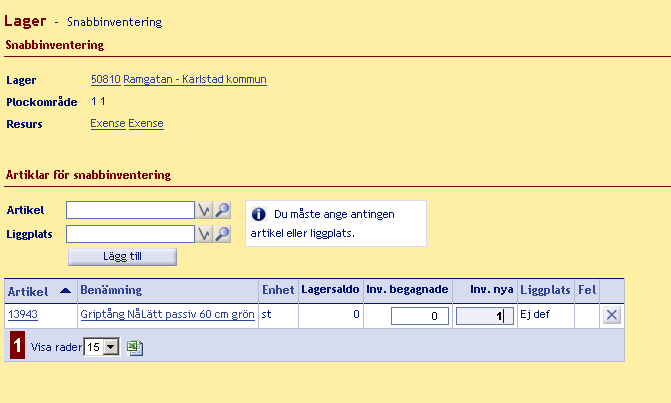 Lager - Snabbinventering
Snabbinventering
Lager 50810 Ramgatan - Karlstad kommun
Plockområde 1 1
Resurs Exense Exense
Artiklar för snabbinventering
Artikel
Du måste ange antingen
Liggplats
artikel eller liggplats.
Lägg till
Artikel Benämning Enhet Lagersaldo Inv. begagnade Inv. nya Liggplats Fel
13943 Griptång NåLätt passiv 60 cm grön st 0 0 1 Ej def
1 Visa rader 15